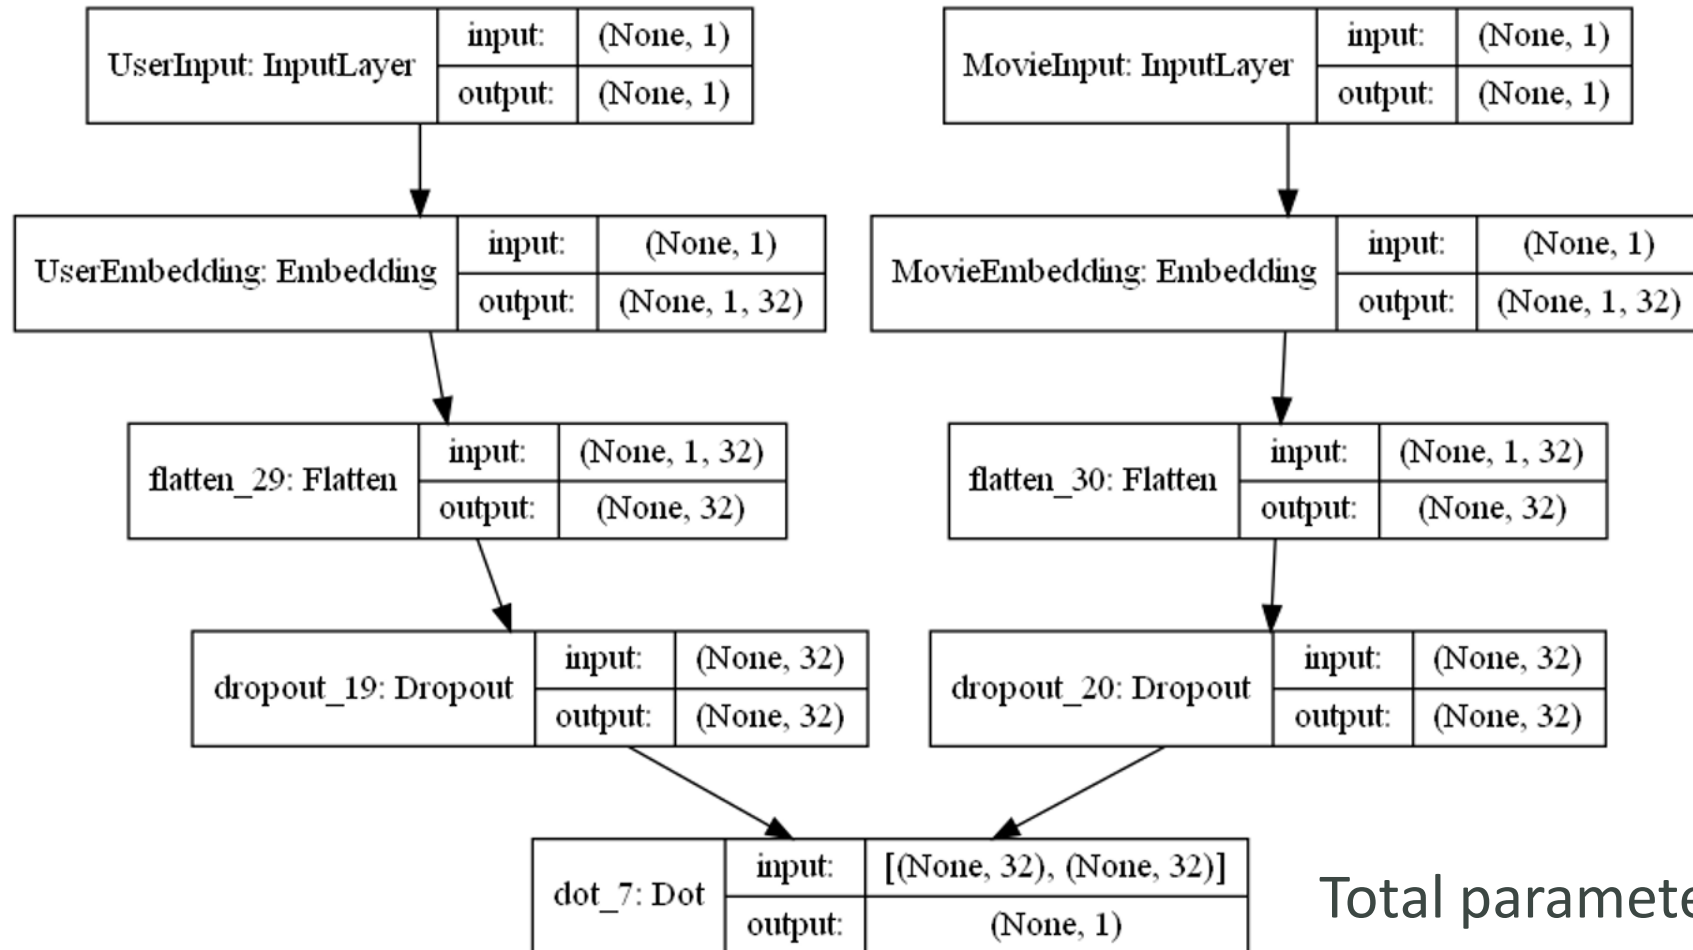 UserInput: InputLayer
input: (None, 1)
output: (None, 1)
MovieInput: InputLayer
input: (None, 1)
output: (None, 1)
UserEmbedding: Embedding
input: (None, 1)
output: (None, 1, 32)
MovieEmbedding: Embedding
input: (None, 1)
output: (None, 1, 32)
flatten_29: Flatten
input: (None, 1, 32)
output: (None, 32)
flatten_30: Flatten
input: (None, 1, 32)
output: (None, 32)
dropout_19: Dropout
input: (None, 32)
output: (None, 32)
dropout_20: Dropout
input: (None, 32)
output: (None, 32)
dot_7: Dot
input: [(None, 32), (None, 32)]
output: (None, 1)
Total paramete